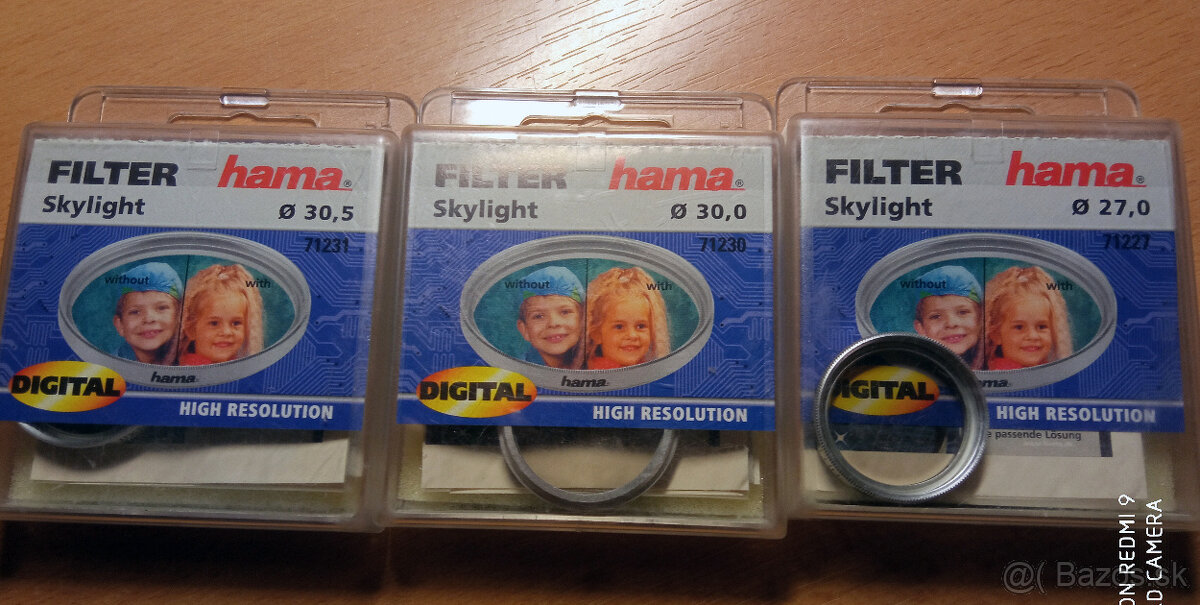 FILTER hama®
Skylight Ø 30,5
71231
without with
hama®
DIGITAL
HIGH RESOLUTION
FILTER hama®
Skylight Ø 30,0
71230
without with
hama®
DIGITAL
HIGH RESOLUTION
FILTER hama®
Skylight Ø 27,0
71227
without with
ama®
DIGITAL
HIGH RESOLUTION
e passende Lösung
ON REDMI 9
D CAMERA
@( Bazos.sk